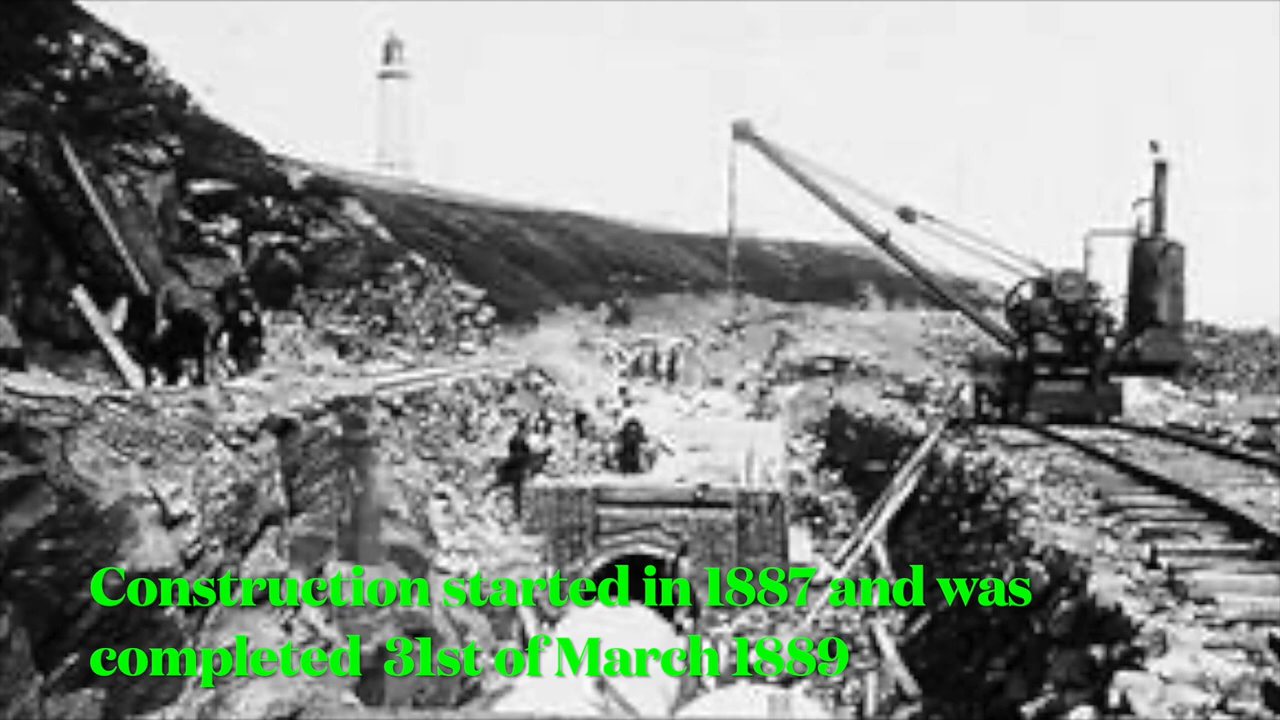 Construction started in 1887 and was
completed 31st of March 1889